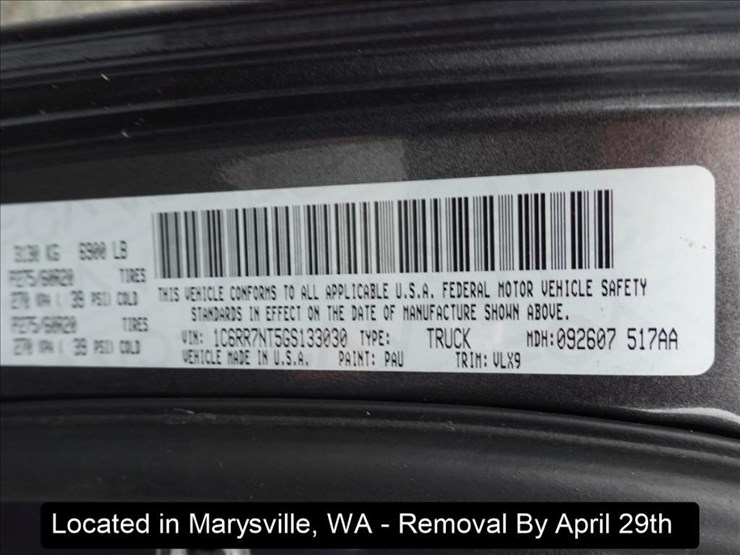 3130 KG 6900 LB
P275/60R20 TIRES
270 KPA ( 39 PSI) COLD
P275/60R20 TIRES
270 KPA ( 39 PSI) COLD
THIS VEHICLE CONFORMS TO ALL APPLICABLE U.S.A. FEDERAL MOTOR VEHICLE SAFETY
STANDARDS IN EFFECT ON THE DATE OF MANUFACTURE SHOWN ABOVE.
VIN: 1C6RR7NT5GS133030 TYPE: TRUCK MDH:092607 517AA
VEHICLE MADE IN U.S.A. PAINT: PAU TRIM: VLX9
Located in Marysville, WA - Removal By April 29th